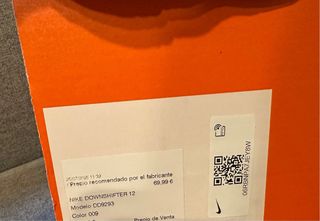 / Precio recomendado por el fabricante
69,99 €
NIKE DOWNSHIFTER 12
Modelo DD9293
Color 009
Precio de Venta